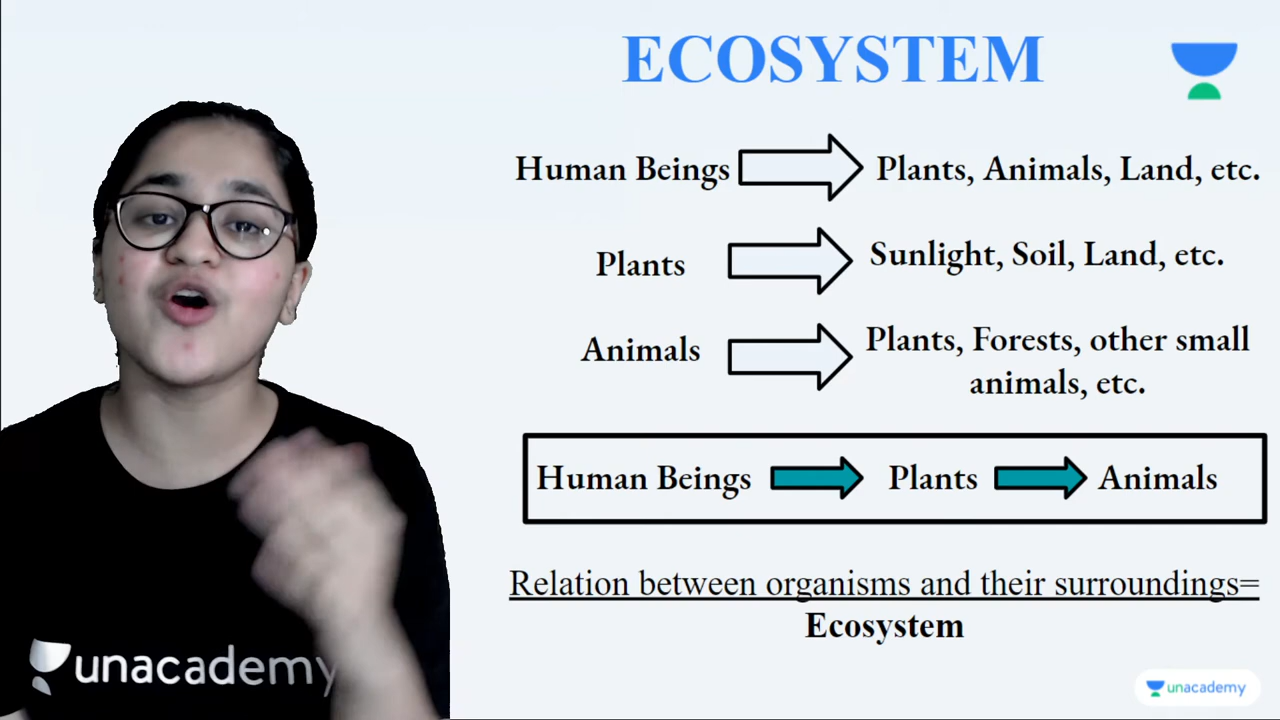 ECOSYSTEM
Human Beings
Plants, Animals, Land, etc.
Plants
Sunlight, Soil, Land, etc.
Animals
Plants, Forests, other small
animals, etc.
Human Beings
Plants
Animals
Relation between organisms and their surroundings=
Ecosystem
unacademy
unacademy